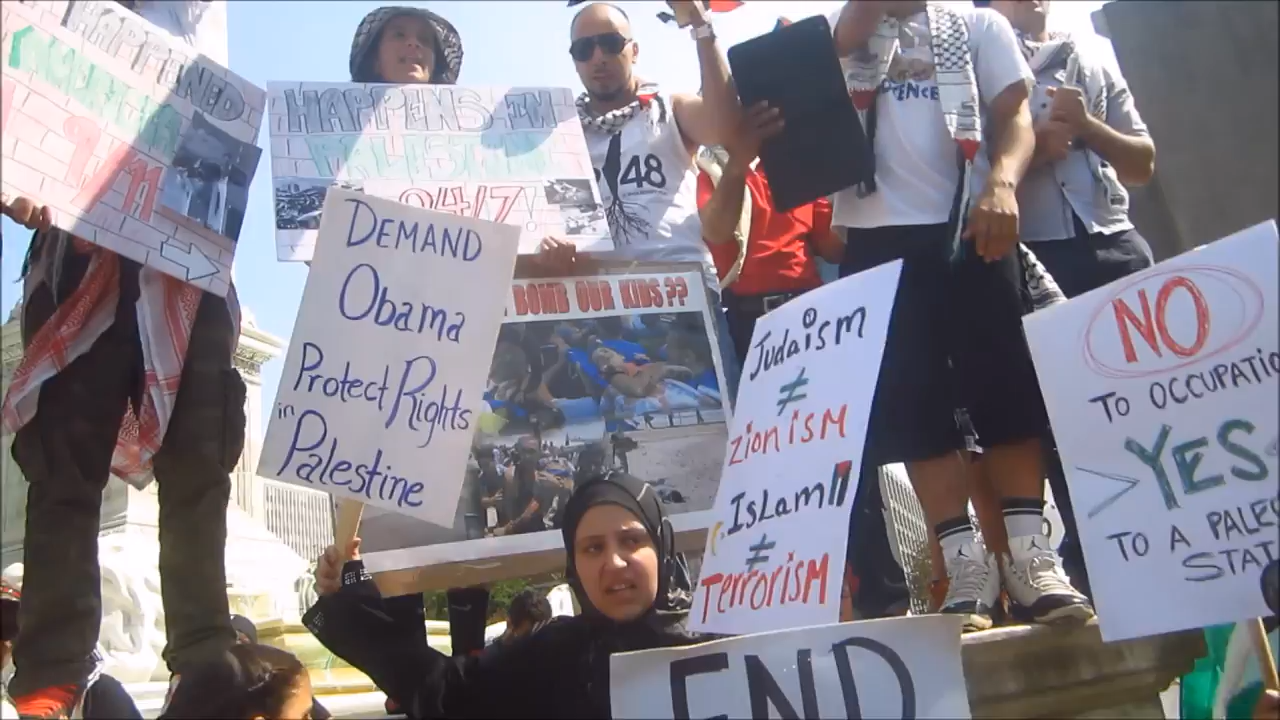 HAPPENED
9/11
HAPPENS IN
PALESTINE
24/7!
48
DEMAND
Obama
Protect Rights
in
Palestine
BOMB OUR KIDS??
Judaism
≠
zionism
IsLam
≠
Terrorism
NO
TO OCCUPATIO
YES
TO A PALES
STAT
END